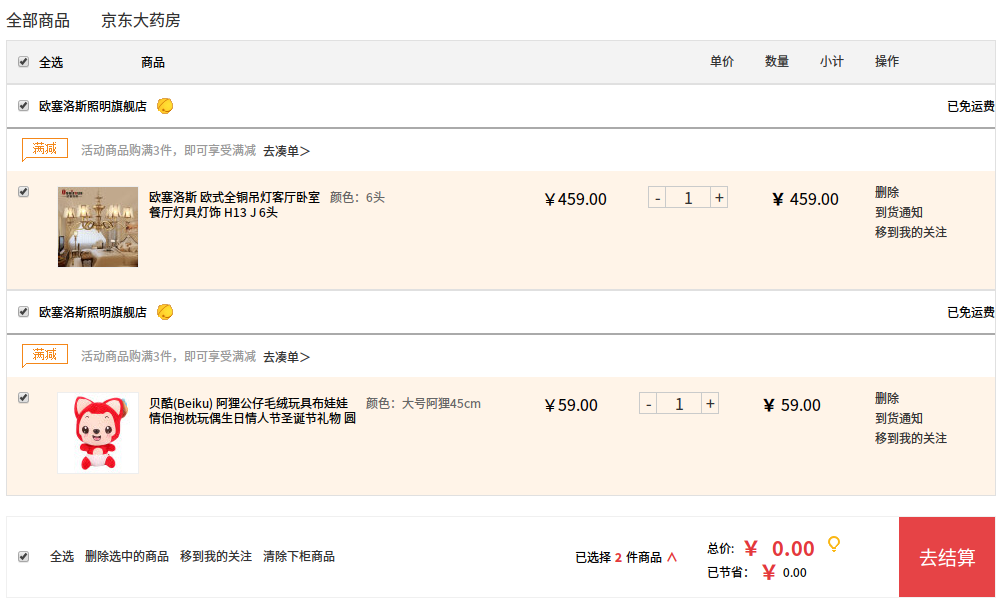 全部商品 京东大药房
全选 商品 单价 数量 小计 操作
欧塞洛斯照明旗舰店 已免运费
满减 活动商品购满3件，即可享受满减 去凑单＞
欧塞洛斯 欧式全铜吊灯客厅卧室 颜色：6头 ￥459.00 - 1 + ￥ 459.00 删除
餐厅灯具灯饰 H13 J 6头 到货通知
移到我的关注
欧塞洛斯照明旗舰店 已免运费
满减 活动商品购满3件，即可享受满减 去凑单＞
贝酷(Beiku) 阿狸公仔毛绒玩具布娃娃 颜色：大号阿狸45cm ￥59.00 - 1 + ￥ 59.00 删除
情侣抱枕玩偶生日情人节圣诞节礼物 圆 到货通知
移到我的关注
全选 删除选中的商品 移到我的关注 清除下柜商品 已选择 2 件商品 ∧ 总价: ￥ 0.00 去结算
已节省： ￥ 0.00